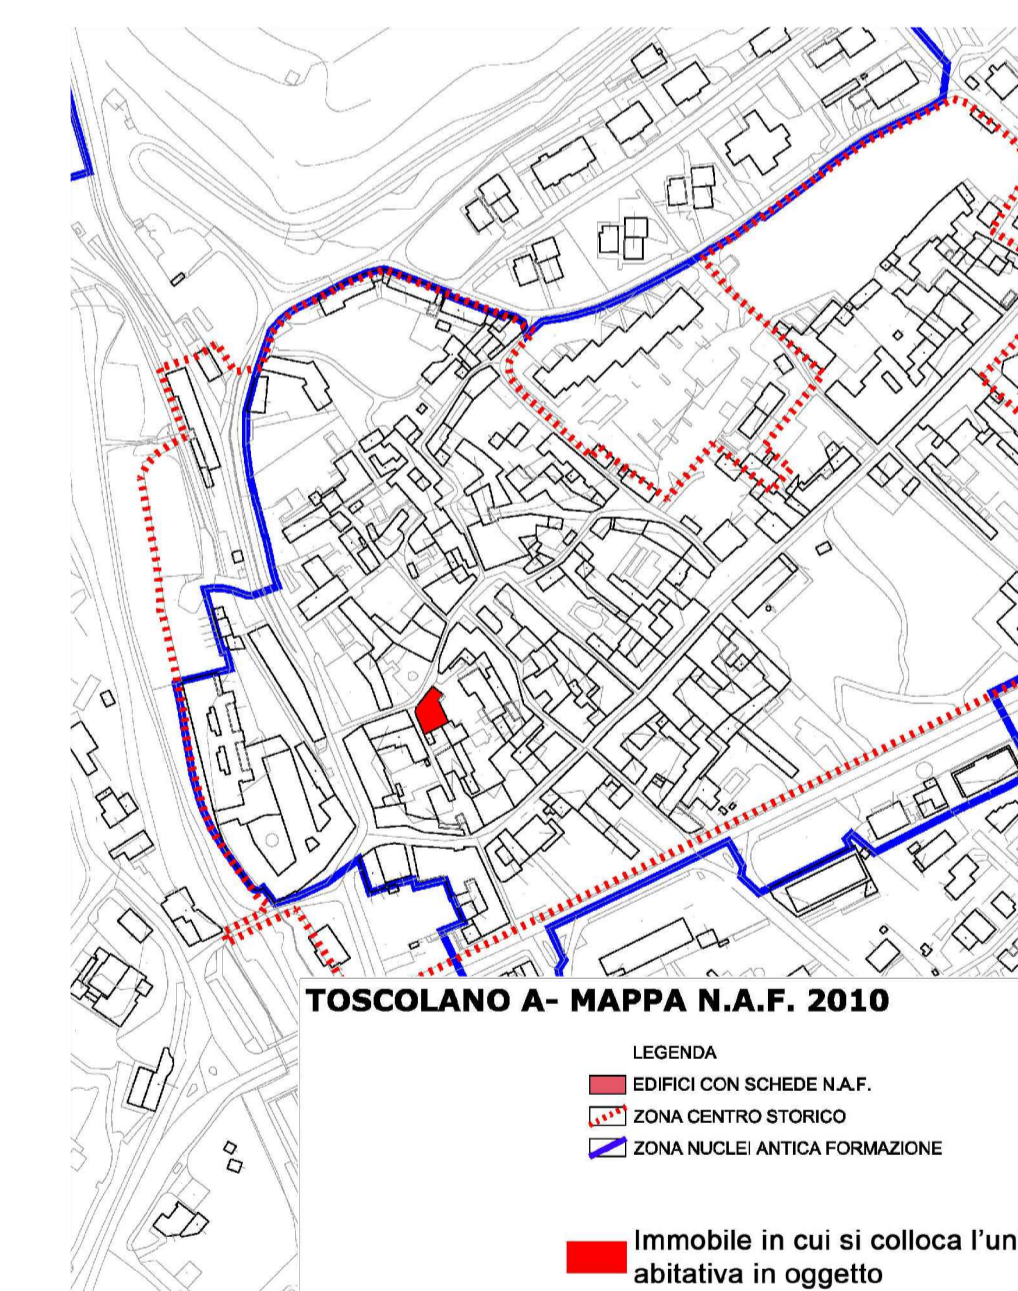 TOSCOLANO A- MAPPA N.A.F. 2010
LEGENDA
EDIFICI CON SCHEDE N.A.F.
ZONA CENTRO STORICO
ZONA NUCLEI ANTICA FORMAZIONE
Immobile in cui si colloca l'un
abitativa in oggetto